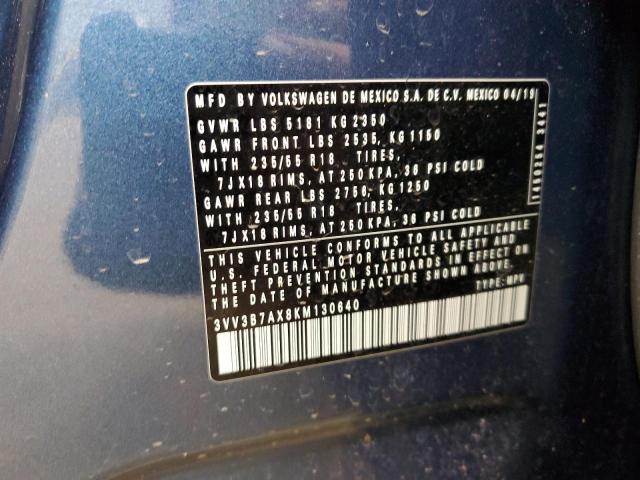 MFD BY VOLKSWAGEN DE MEXICO S.A. DE C.V. MEXICO 04/19
GVWR LBS 5181 KG 2350
GAWR FRONT LBS 2535, KG 1150
WITH 235/55 R18 TIRES,
7JX18 RIMS, AT 250 KPA, 36 PSI COLD
GAWR REAR LBS 2756, KG 1250
WITH 235/55 R18 TIRES,
7JX18 RIMS, AT 250 KPA, 36 PSI COLD
THIS VEHICLE CONFORMS TO ALL APPLICABLE
U.S. FEDERAL MOTOR VEHICLE SAFETY AND
THEFT PREVENTION STANDARDS IN EFFECT ON
THE DATE OF MANUFACTURE SHOWN ABOVE.
3VV3B7AX8KM130640 TYPE: MPV
1450254 3441